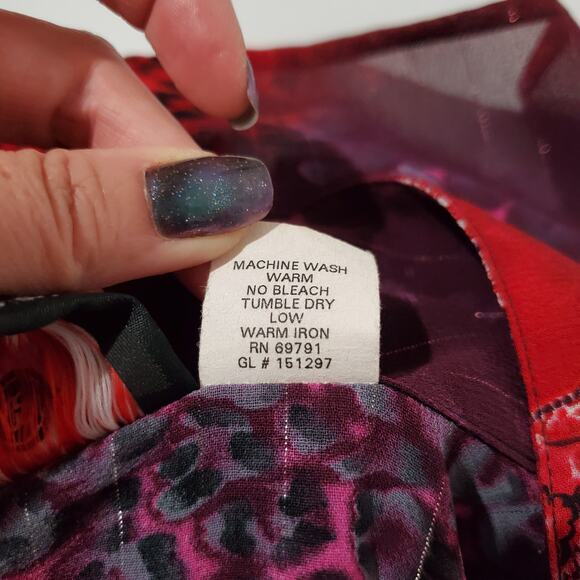 MACHINE WASH
WARM
NO BLEACH
TUMBLE DRY
LOW
WARM IRON
RN 69791
GL # 151297